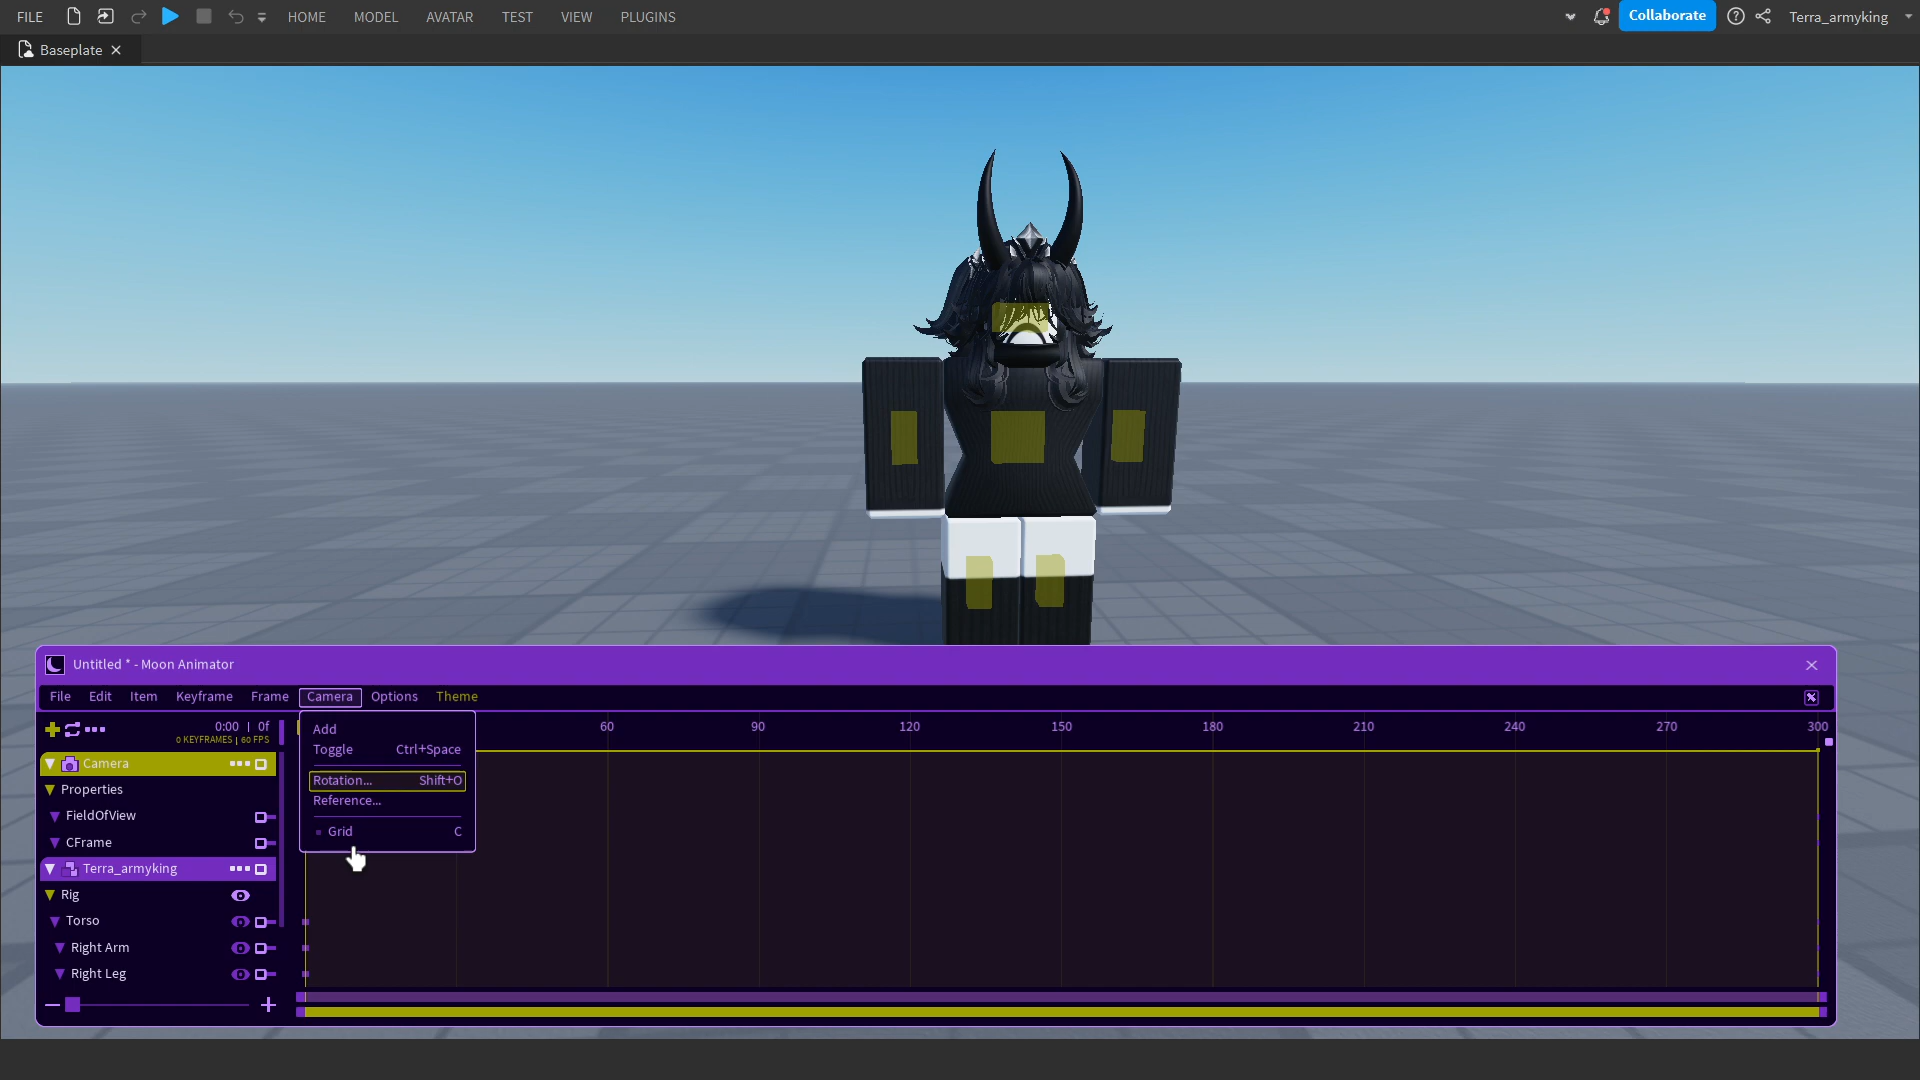 FILE HOME MODEL AVATAR TEST VIEW PLUGINS Collaborate Terra_armyking
Baseplate
Untitled * - Moon Animator
File Edit Item Keyframe Frame Camera Options Theme
0:00 | 0f
0 KEYFRAMES | 60 FPS
60 90 120 150 180 210 240 270 300
Add
Toggle Ctrl+Space
Rotation... Shift+O
Reference...
Grid C
Camera
Properties
FieldOfView
CFrame
Terra_armyking
Rig
Torso
Right Arm
Right Leg